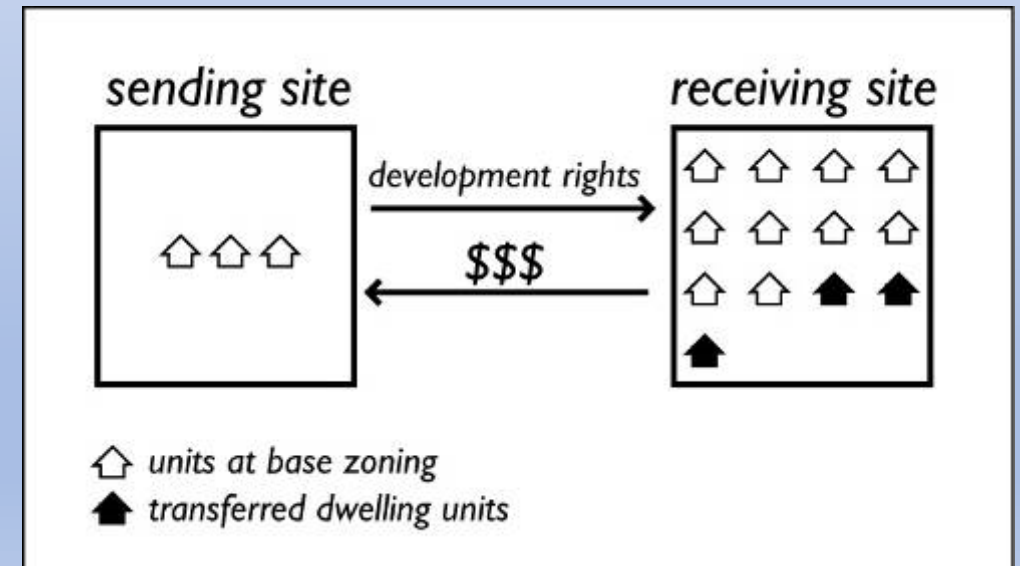 sending site
receiving site
development rights
$$$
units at base zoning
transferred dwelling units